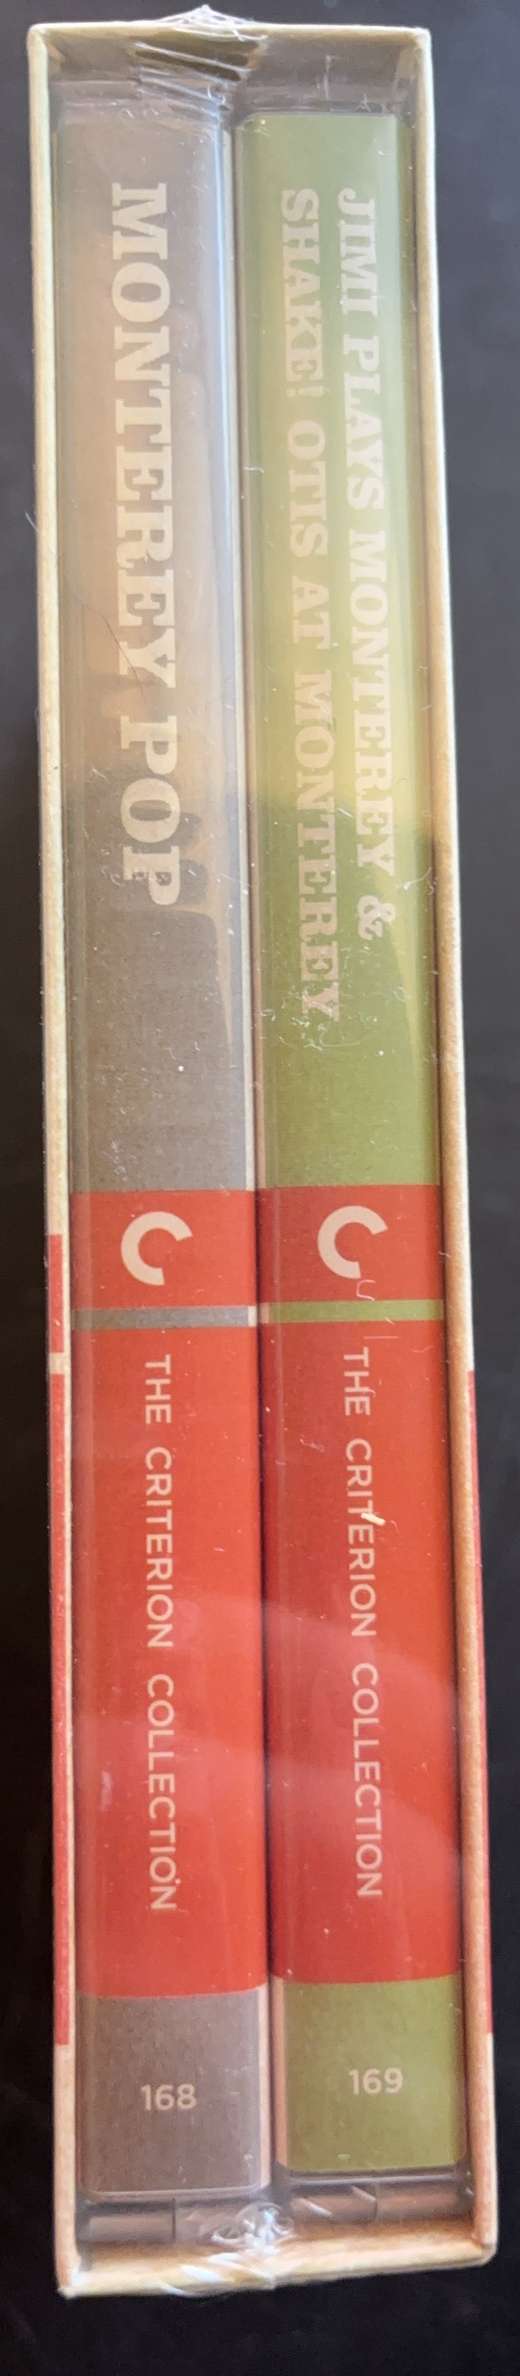 MONTEREY POP
C
THE CRITERION COLLECTION
168
JIMI PLAYS MONTEREY &
SHAKE! OTIS AT MONTEREY
C
THE CRITERION COLLECTION
169